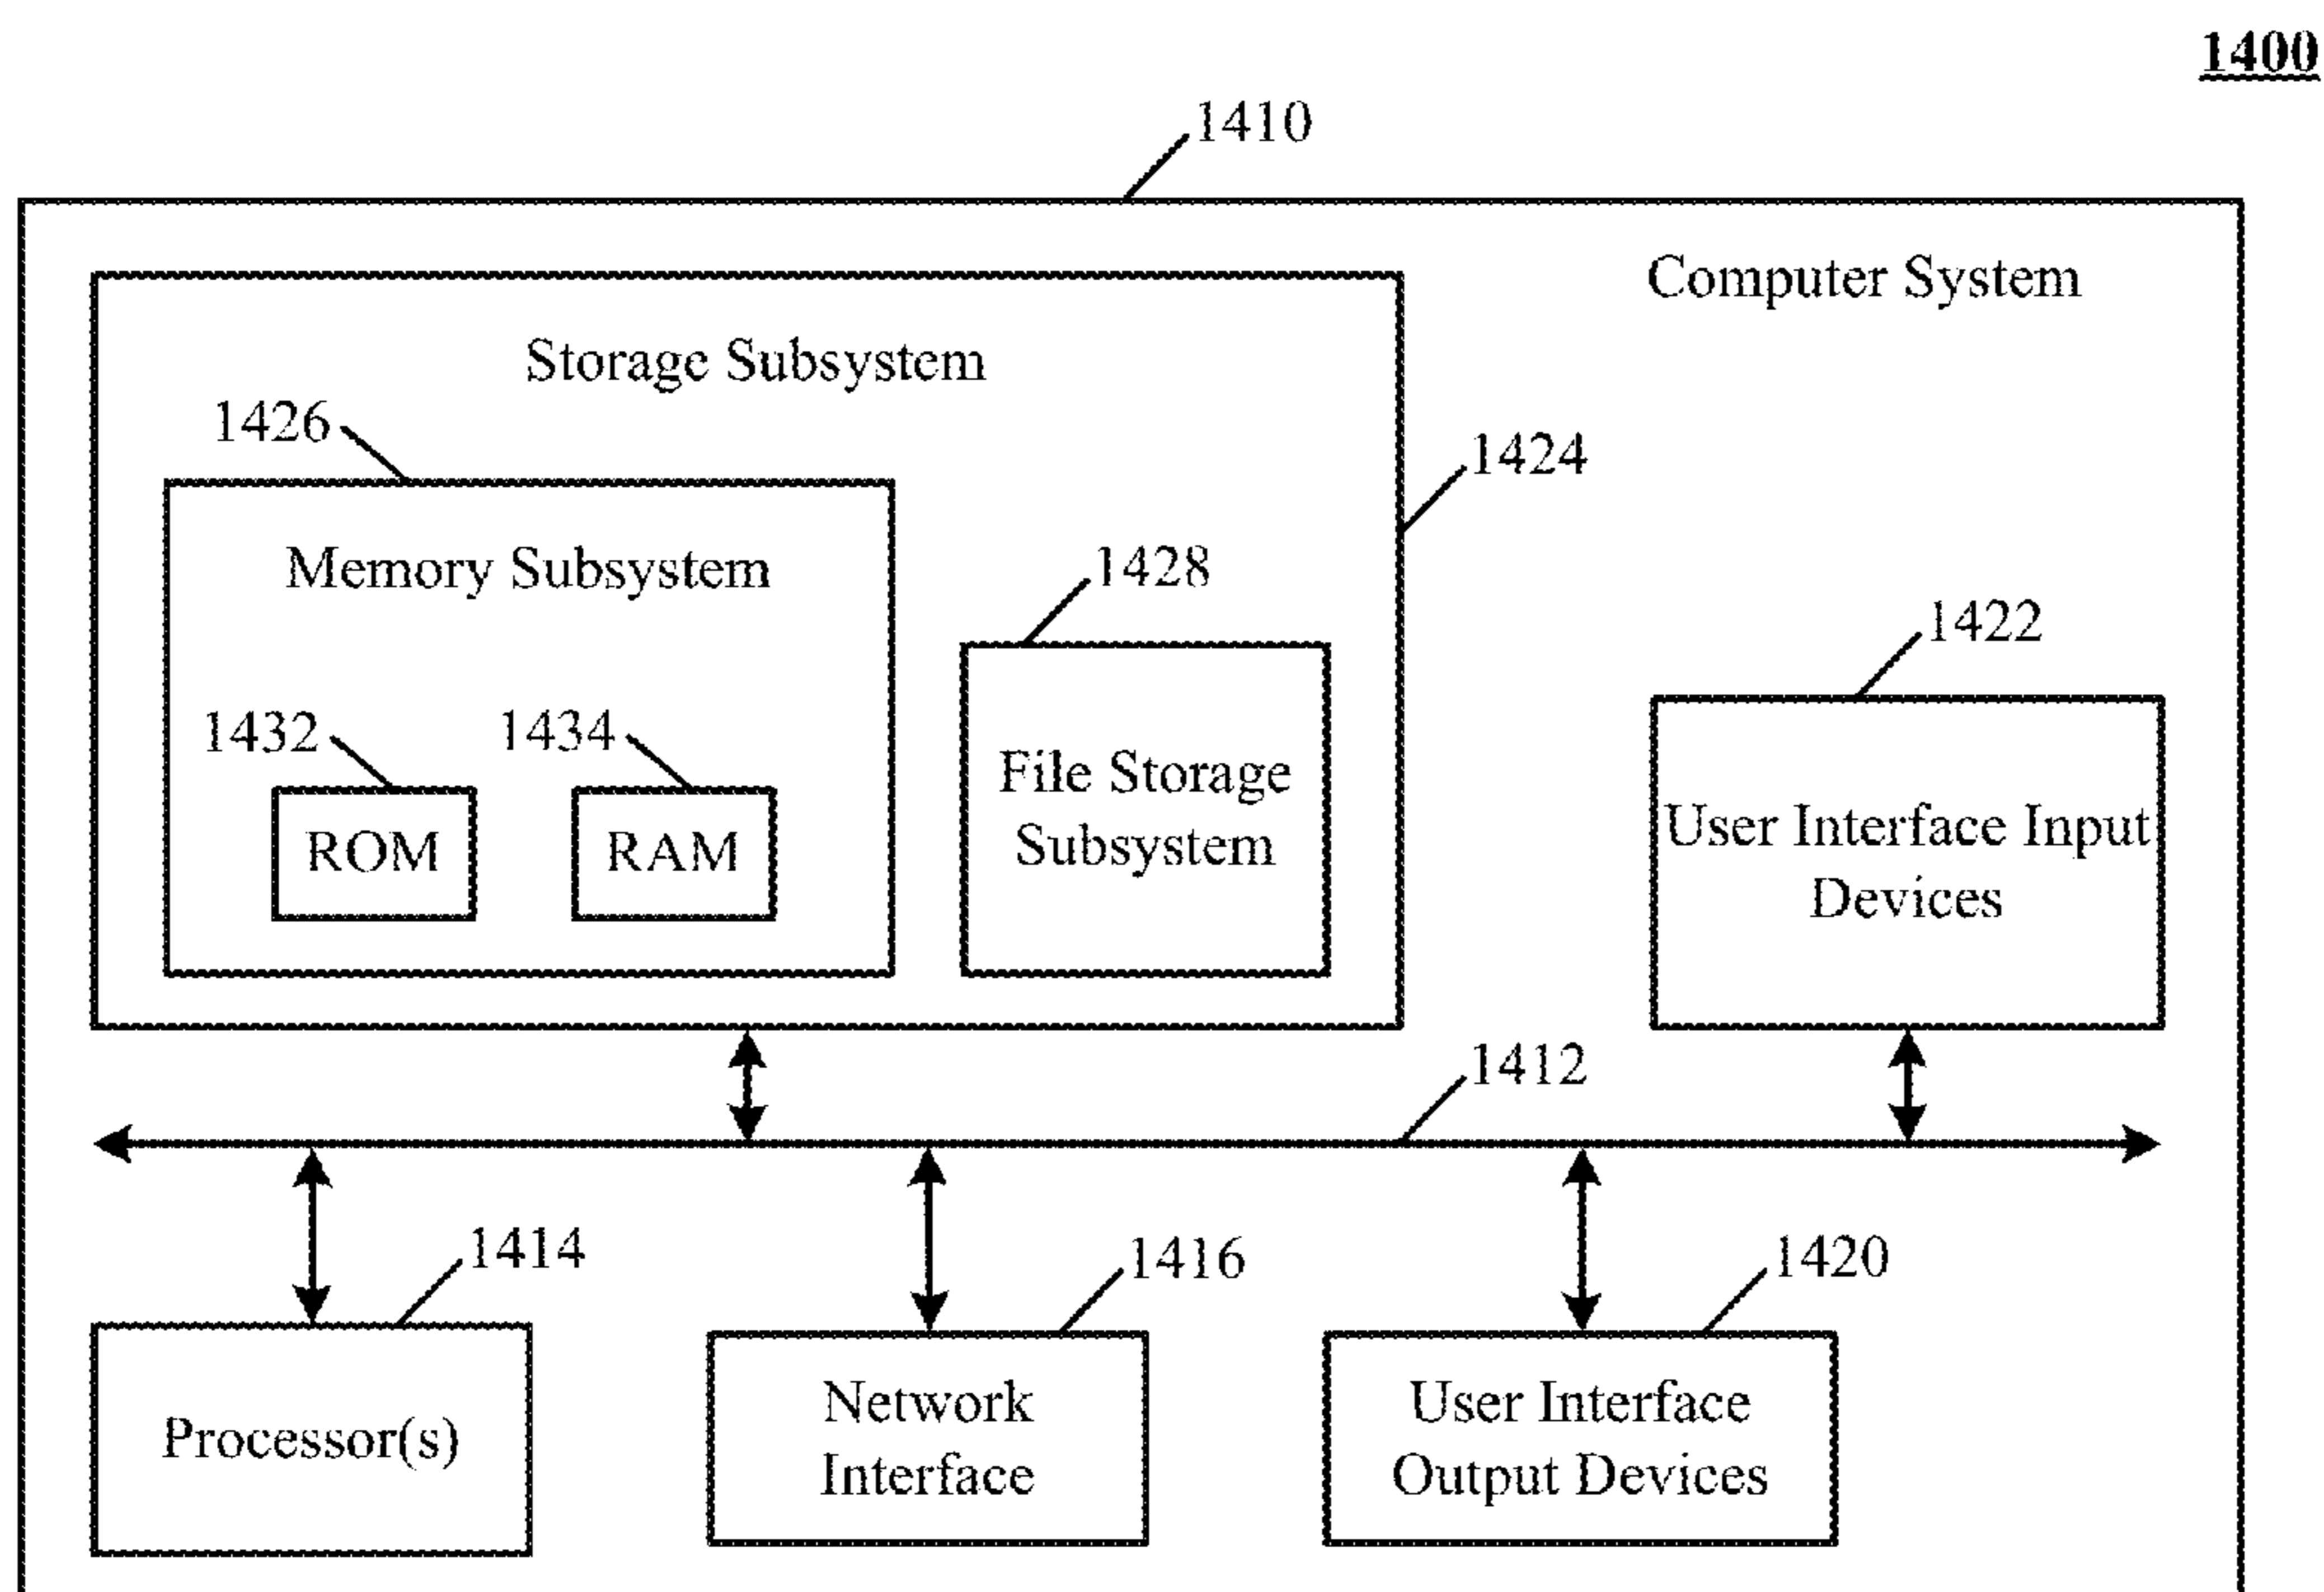 1400
1410
Computer System
Storage Subsystem
1426
1424
Memory Subsystem
1428
1422
1432
1434
File Storage
Subsystem
ROM
RAM
User Interface Input
Devices
1412
1414
1416
1420
Processor(s)
Network
Interface
User Interface
Output Devices